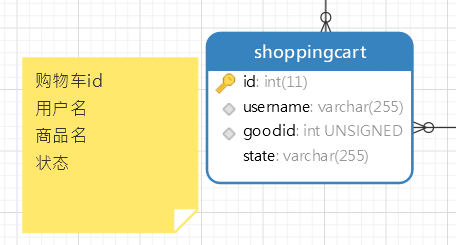 购物车id
用户名
商品名
状态
shoppingcart
id: int(11)
username: varchar(255)
goodid: int UNSIGNED
state: varchar(255)